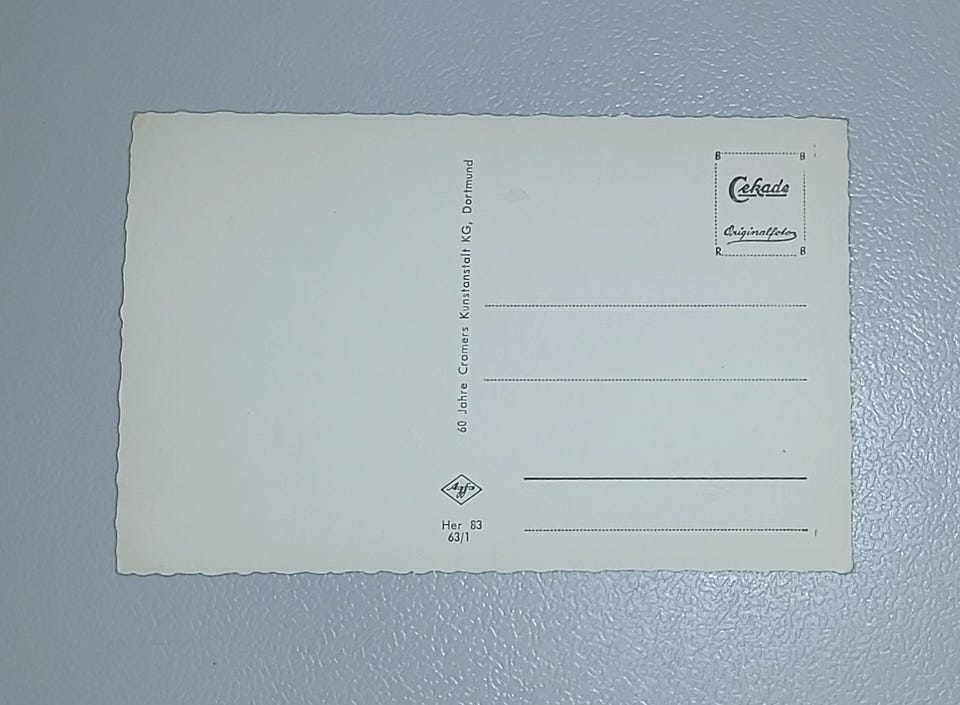 60 Jahre Cramers Kunstanstalt KG, Dortmund
B B
Cekade
Originalfoto
R B
Agfa
Her 83
63/1